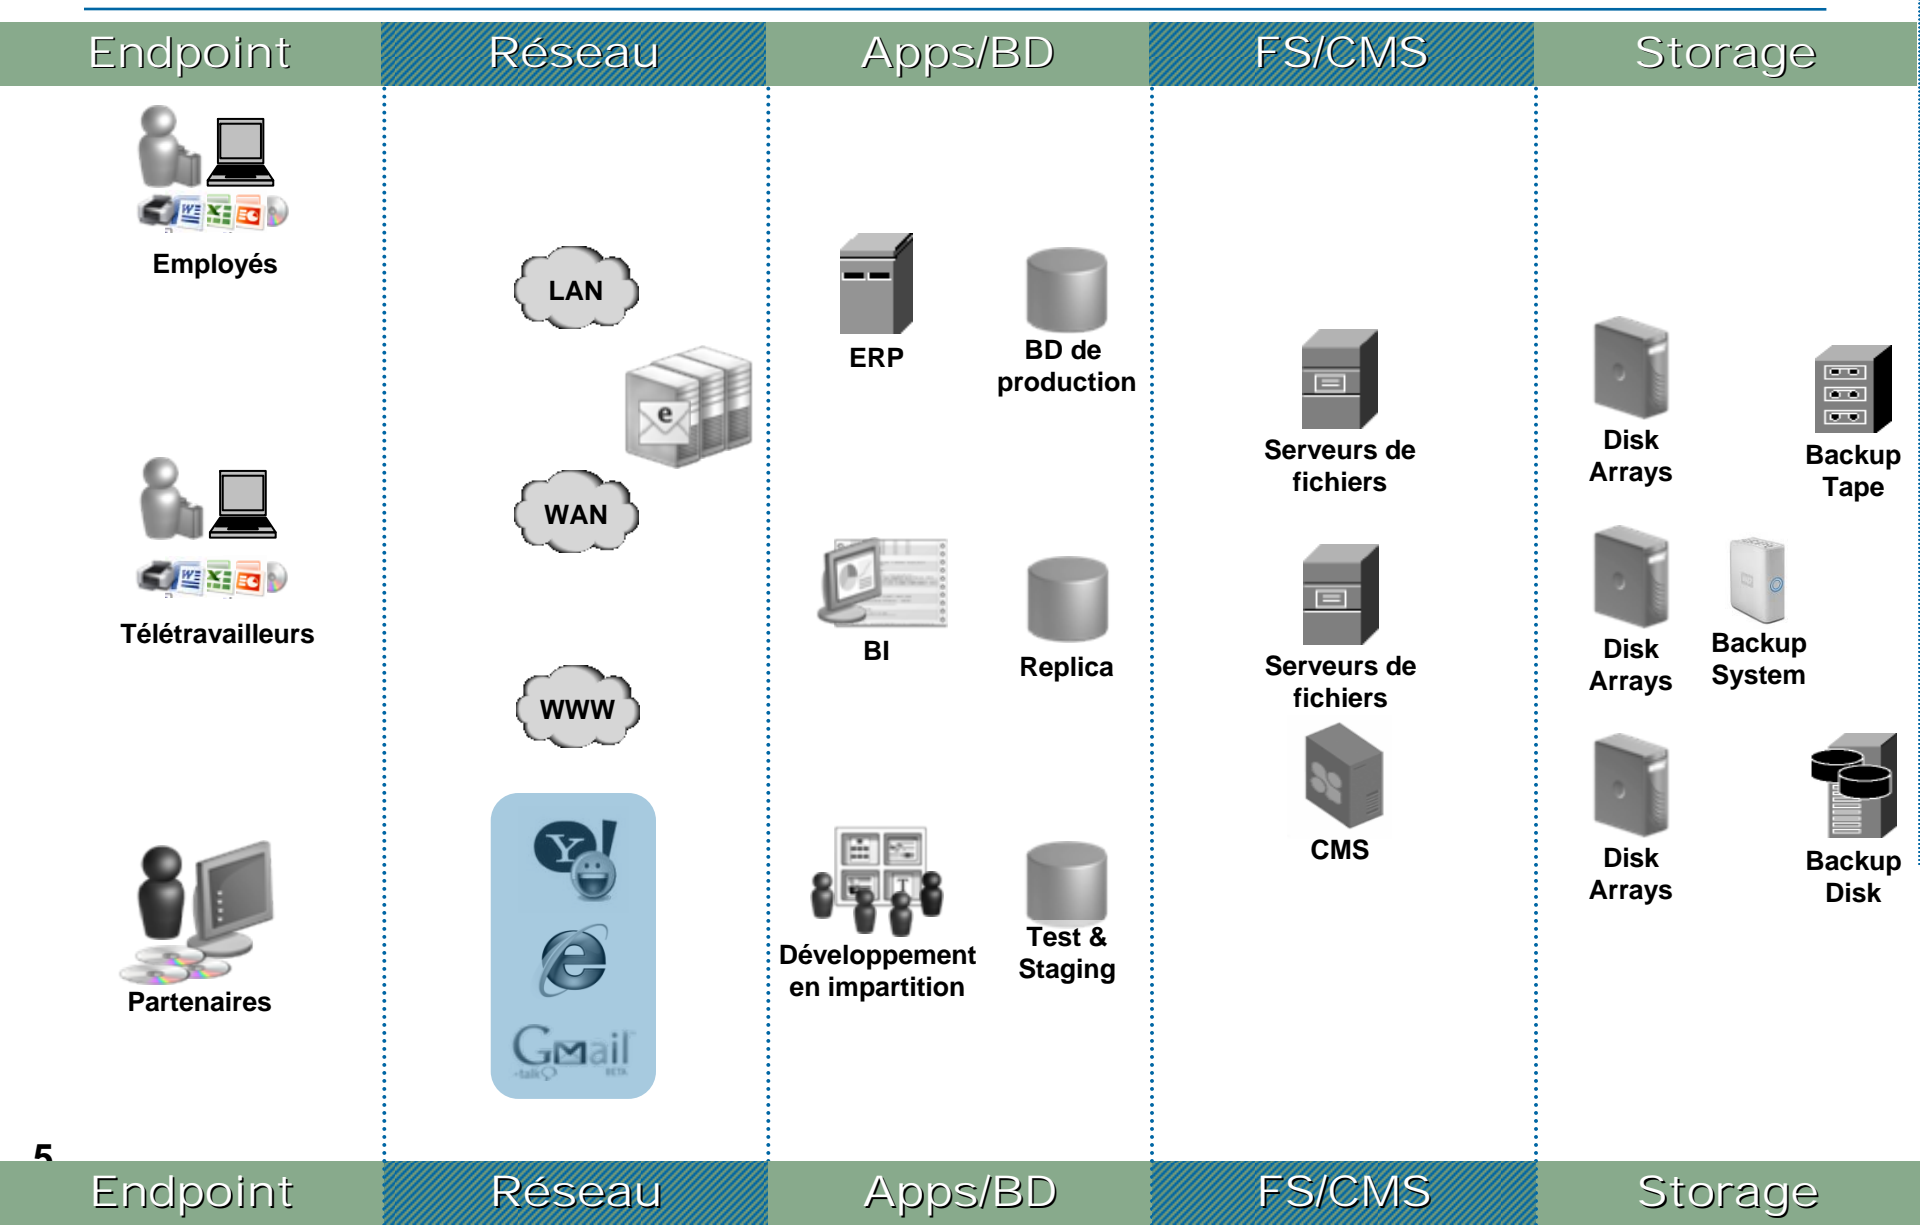 Endpoint
Réseau
Apps/BD
FS/CMS
Storage
Employés
Télétravailleurs
Partenaires
LAN
e
WAN
WWW
Y!
e
GMail
-talk
BETA
ERP
BD de
production
BI
Replica
Développement
en impartition
Test &
Staging
Serveurs de
fichiers
Serveurs de
fichiers
CMS
Disk
Arrays
Backup
Tape
Disk
Arrays
Backup
System
Disk
Arrays
Backup
Disk
5
Endpoint
Réseau
Apps/BD
FS/CMS
Storage